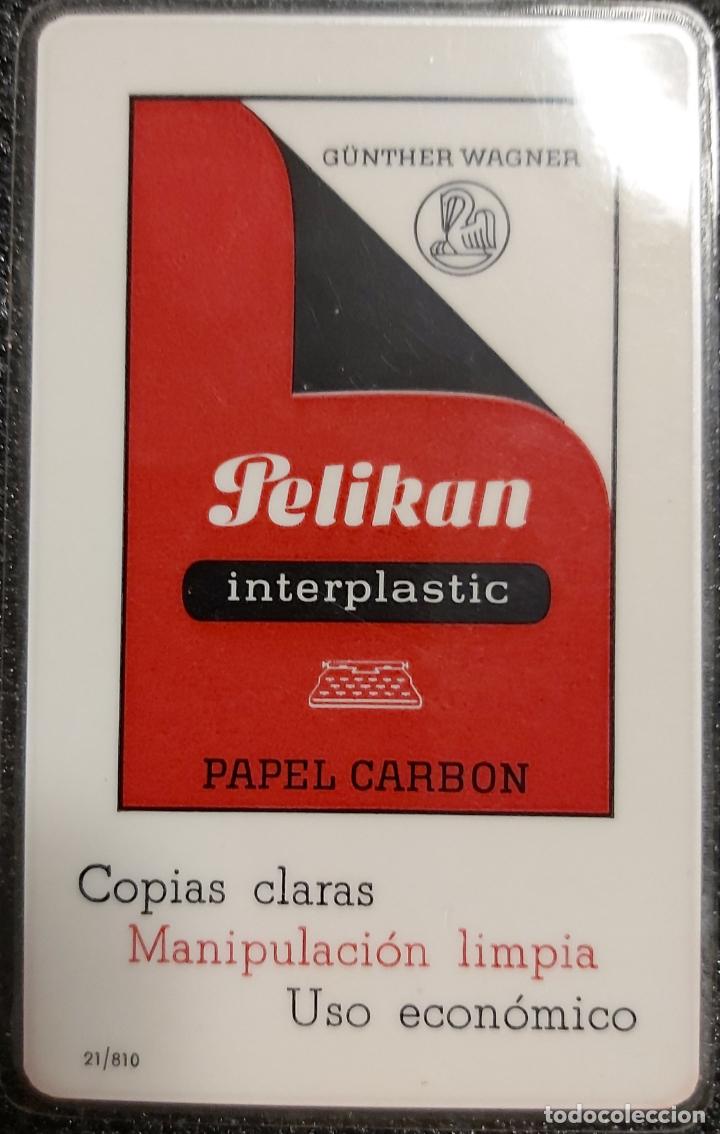 GÜNTHER WAGNER
Pelikan
interplastic
PAPEL CARBON
Copias claras
Manipulación limpia
Uso económico
21/810
todocoleccion